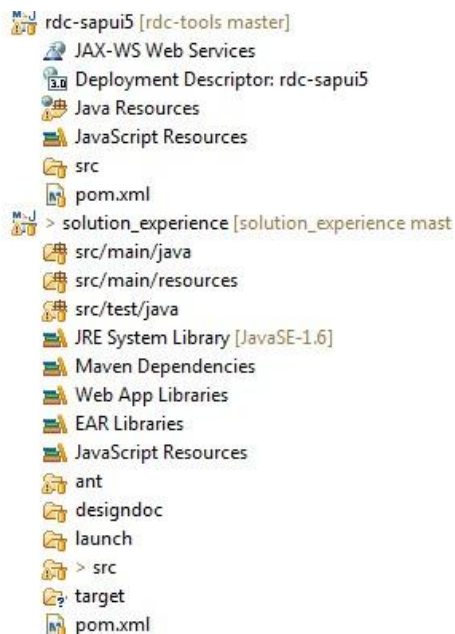 rdc-sapui5 [rdc-tools master]
JAX-WS Web Services
3.0 Deployment Descriptor: rdc-sapui5
Java Resources
JavaScript Resources
src
pom.xml
> solution_experience [solution_experience mast
src/main/java
src/main/resources
src/test/java
JRE System Library [JavaSE-1.6]
Maven Dependencies
Web App Libraries
EAR Libraries
JavaScript Resources
ant
designdoc
launch
> src
target
pom.xml